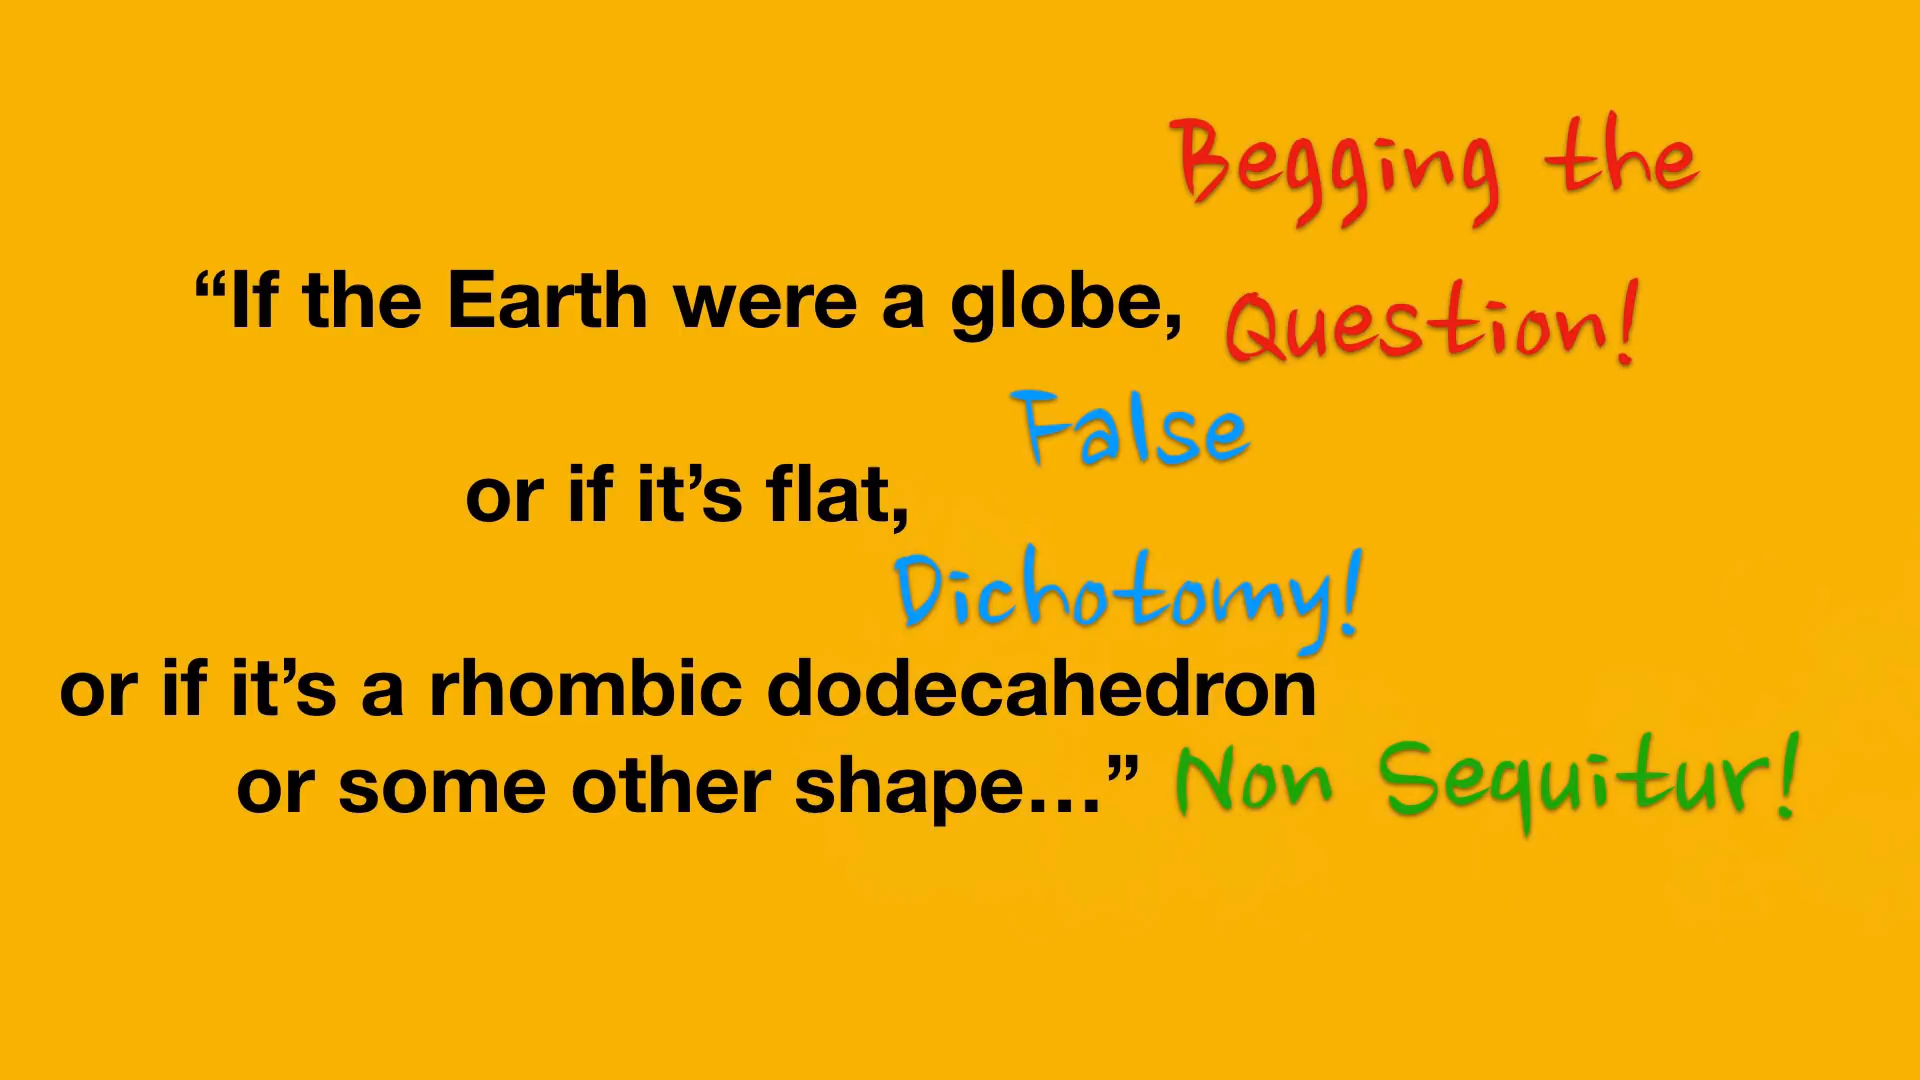 Begging the
“If the Earth were a globe,
Question!
False
or if it’s flat,
Dichotomy!
or if it’s a rhombic dodecahedron
or some other shape…”
Non Sequitur!